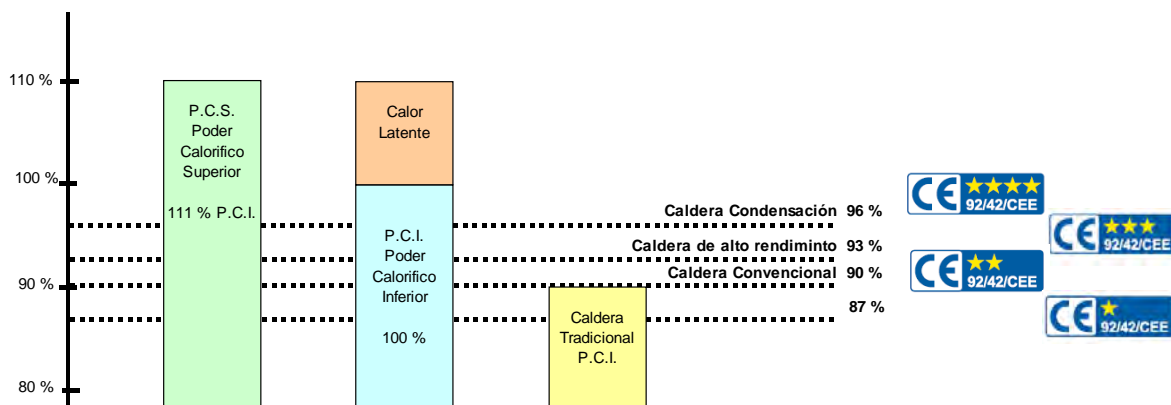 110 %
100 %
90 %
80 %
P.C.S.
Poder
Calorifico
Superior
111 % P.C.I.
Calor
Latente
P.C.I.
Poder
Calorifico
Inferior
100 %
Caldera
Tradicional
P.C.I.
Caldera Condensación 96 %
Caldera de alto rendiminto 93 %
Caldera Convencional 90 %
87 %
CE
92/42/CEE
CE
92/42/CEE
CE
92/42/CEE
CE
92/42/CEE